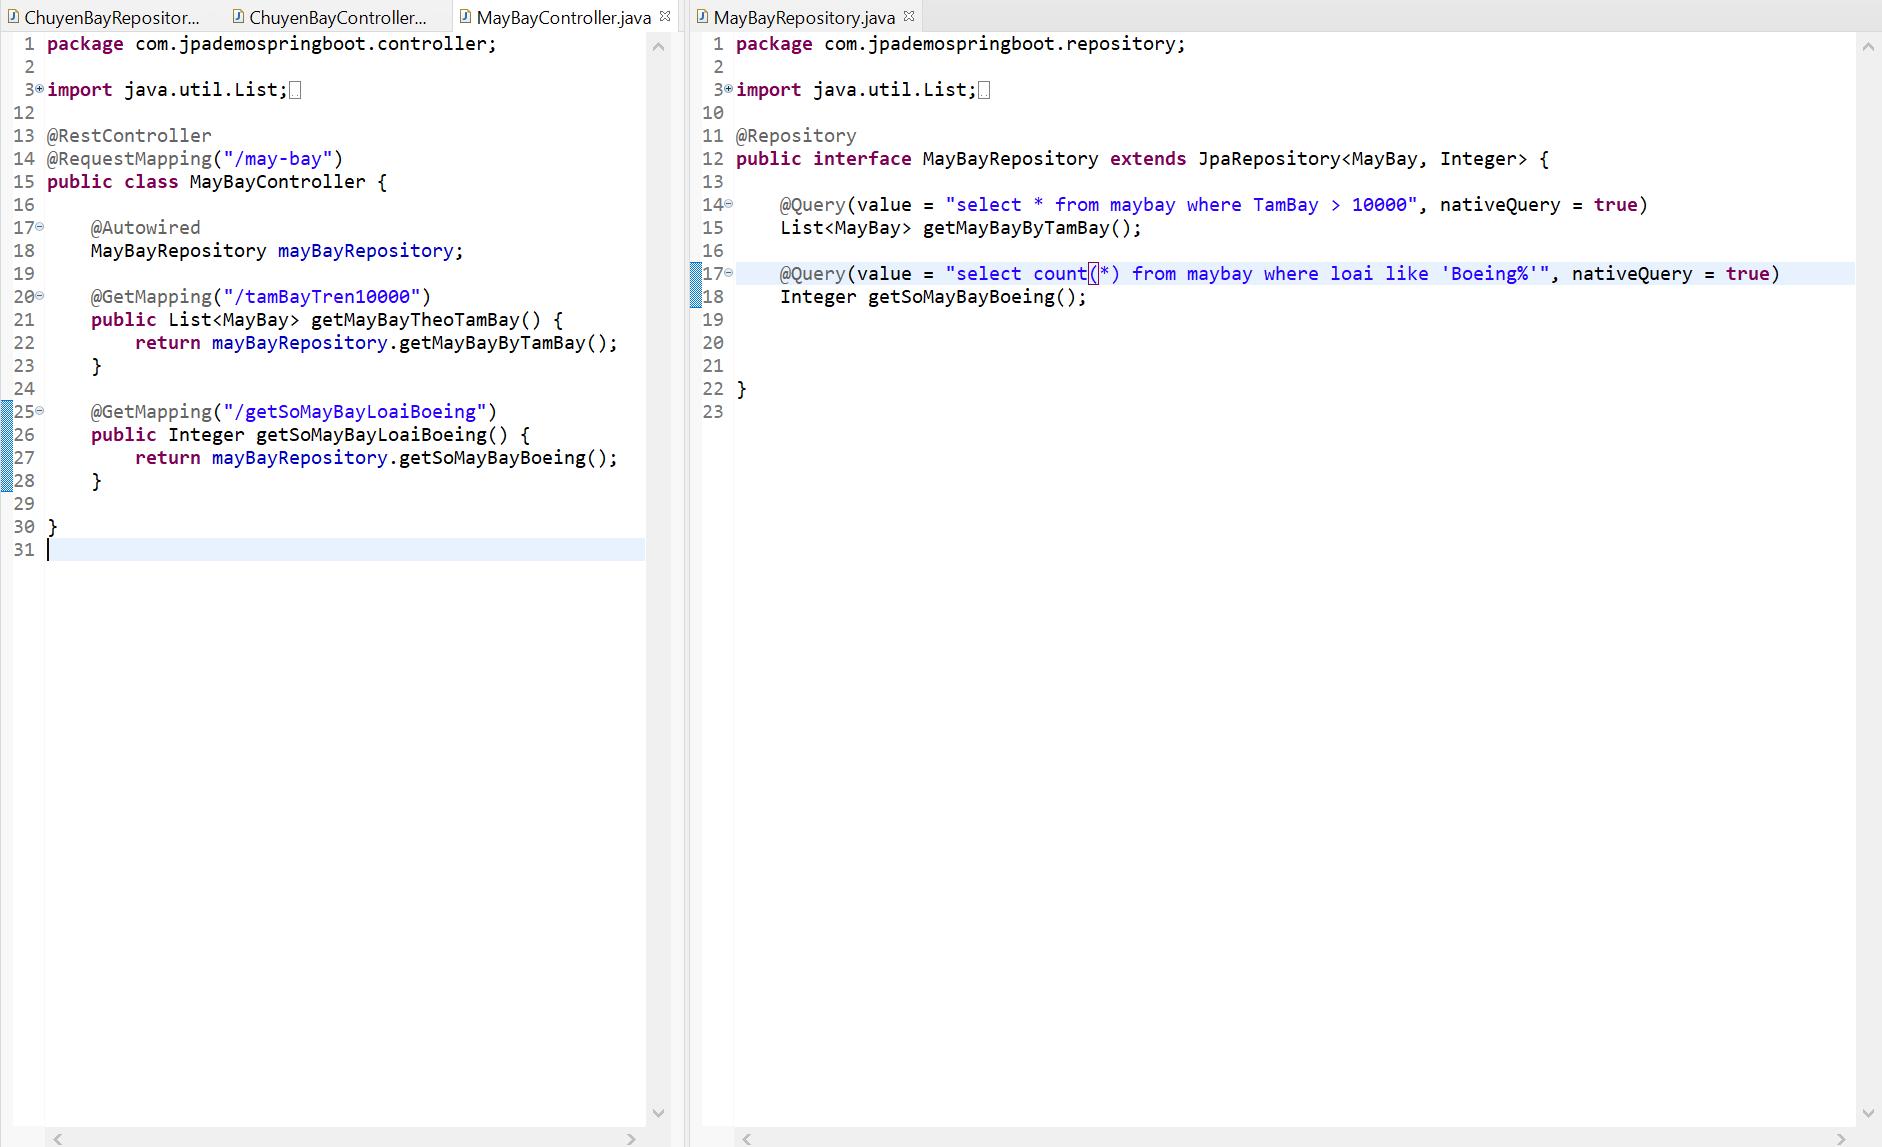 ChuyenBayRepositor... ChuyenBayController... MayBayController.java
1 package com.jpademospringboot.controller;
2
3 import java.util.List;
12
13 @RestController
14 @RequestMapping("/may-bay")
15 public class MayBayController {
16
17 @Autowired
18 MayBayRepository mayBayRepository;
19
20 @GetMapping("/tamBayTren10000")
21 public List<MayBay> getMayBayTheoTamBay() {
22 return mayBayRepository.getMayBayByTamBay();
23 }
24
25 @GetMapping("/getSoMayBayLoaiBoeing")
26 public Integer getSoMayBayLoaiBoeing() {
27 return mayBayRepository.getSoMayBayBoeing();
28 }
29
30 }
31
MayBayRepository.java
1 package com.jpademospringboot.repository;
2
3 import java.util.List;
10
11 @Repository
12 public interface MayBayRepository extends JpaRepository<MayBay, Integer> {
13
14 @Query(value = "select * from maybay where TamBay > 10000", nativeQuery = true)
15 List<MayBay> getMayBayByTamBay();
16
17 @Query(value = "select count(*) from maybay where loai like 'Boeing%'", nativeQuery = true)
18 Integer getSoMayBayBoeing();
19
20
21
22 }
23